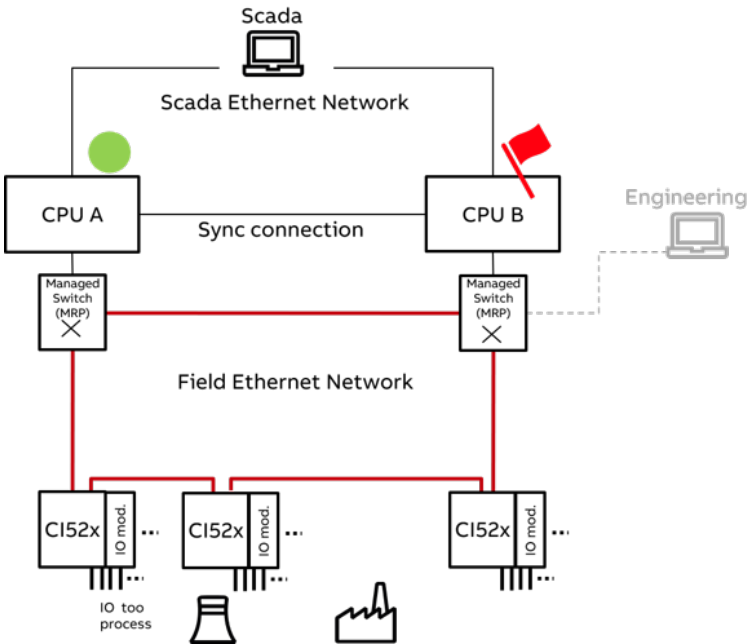 Scada
Scada Ethernet Network
CPU A
CPU B
Sync connection
Engineering
Managed
Switch
(MRP)
Managed
Switch
(MRP)
Field Ethernet Network
CI52x
IO mod.
CI52x
IO mod.
CI52x
IO mod.
IO too
process